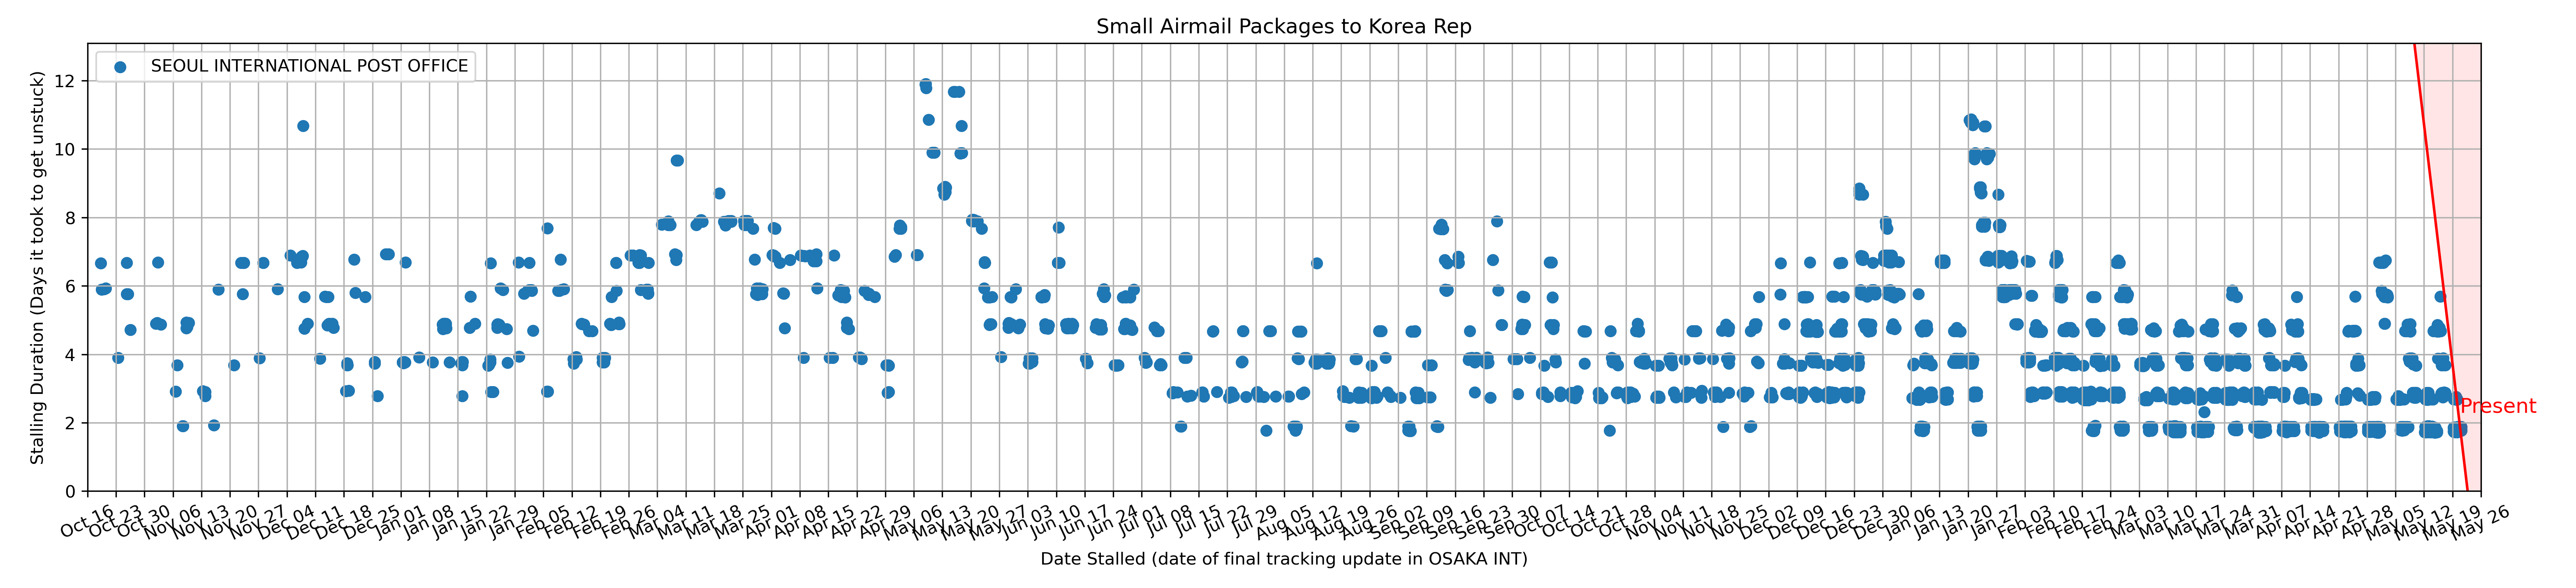 Small Airmail Packages to Korea Rep
SEOUL INTERNATIONAL POST OFFICE
Stalling Duration (Days it took to get unstuck)
12
10
8
6
4
2
0
Present
Oct 16 Oct 23 Oct 30 Nov 06 Nov 13 Nov 20 Nov 27 Dec 04 Dec 11 Dec 18 Dec 25 Jan 01 Jan 08 Jan 15 Jan 22 Jan 29 Feb 05 Feb 12 Feb 19 Feb 26 Mar 04 Mar 11 Mar 18 Mar 25 Apr 01 Apr 08 Apr 15 Apr 22 Apr 29 May 06 May 13 May 20 May 27 Jun 03 Jun 10 Jun 17 Jun 24 Jul 01 Jul 08 Jul 15 Jul 22 Jul 29 Aug 05 Aug 12 Aug 19 Aug 26 Sep 02 Sep 09 Sep 16 Sep 23 Sep 30 Oct 07 Oct 14 Oct 21 Oct 28 Nov 04 Nov 11 Nov 18 Nov 25 Dec 02 Dec 09 Dec 16 Dec 23 Dec 30 Jan 06 Jan 13 Jan 20 Jan 27 Feb 03 Feb 10 Feb 17 Feb 24 Mar 03 Mar 10 Mar 17 Mar 24 Mar 31 Apr 07 Apr 14 Apr 21 Apr 28 May 05 May 12 May 19 May 26
Date Stalled (date of final tracking update in OSAKA INT)